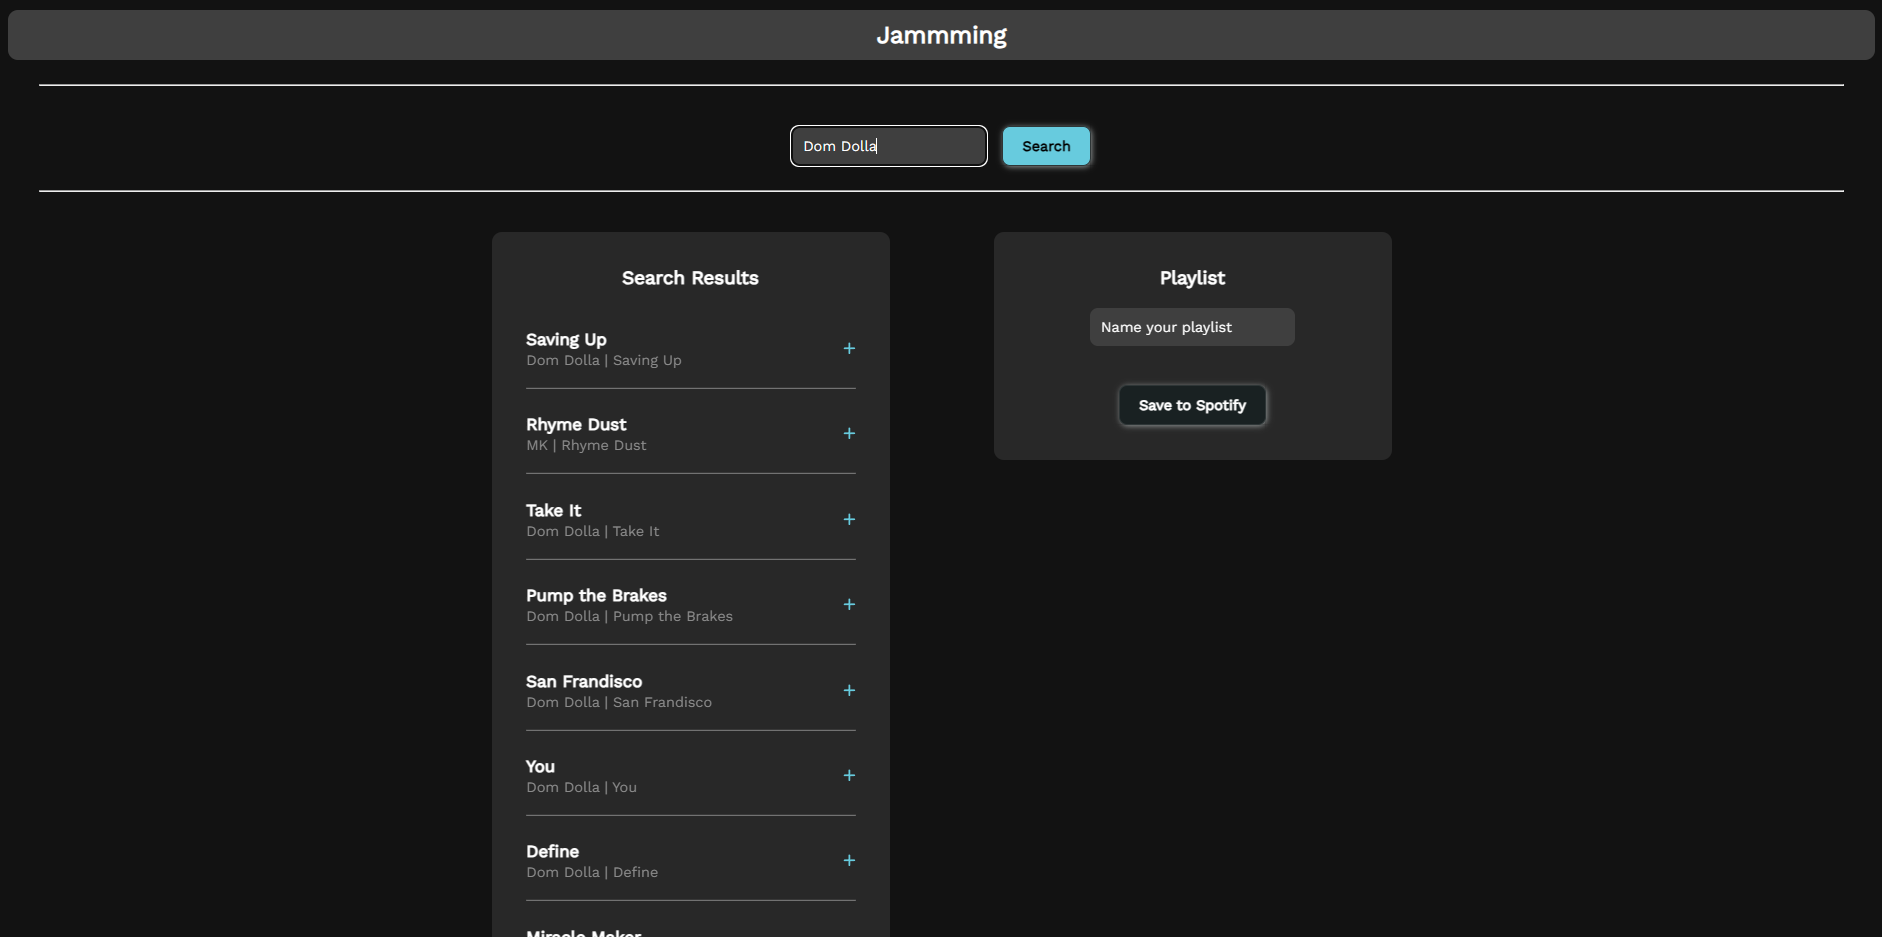 Jammming
Dom Dolla
Search
Search Results
Saving Up
Dom Dolla | Saving Up
+
Rhyme Dust
MK | Rhyme Dust
+
Take It
Dom Dolla | Take It
+
Pump the Brakes
Dom Dolla | Pump the Brakes
+
San Frandisco
Dom Dolla | San Frandisco
+
You
Dom Dolla | You
+
Define
Dom Dolla | Define
+
Miracle Maker
Playlist
Name your playlist
Save to Spotify